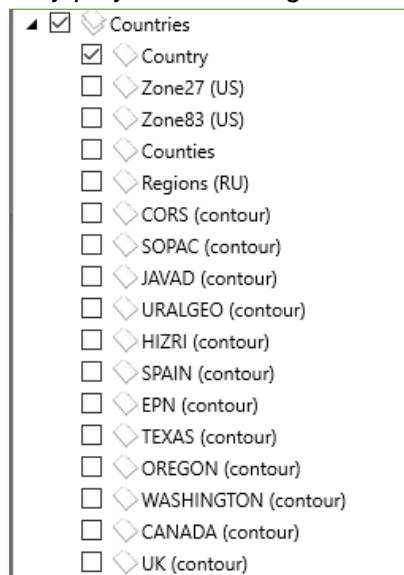 Countries
Country
Zone27 (US)
Zone83 (US)
Counties
Regions (RU)
CORS (contour)
SOPAC (contour)
JAVAD (contour)
URALGEO (contour)
HIZRI (contour)
SPAIN (contour)
EPN (contour)
TEXAS (contour)
OREGON (contour)
WASHINGTON (contour)
CANADA (contour)
UK (contour)